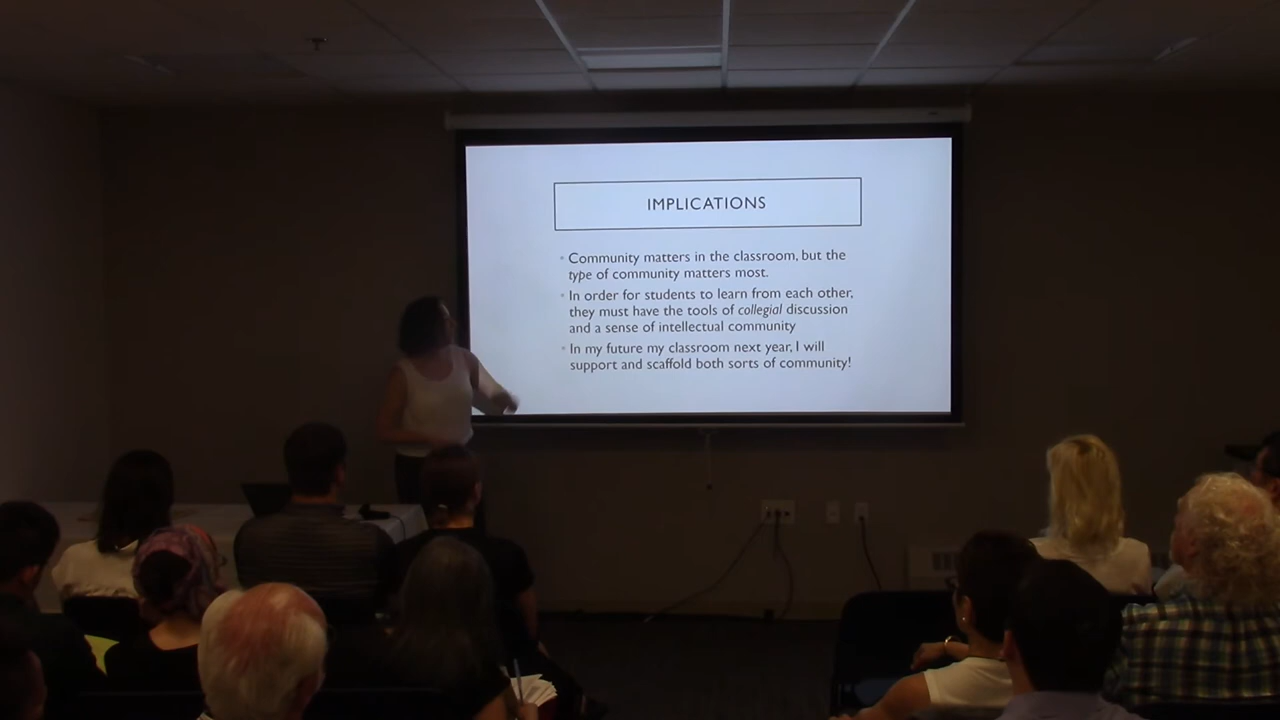 IMPLICATIONS
• Community matters in the classroom, but the
type of community matters most.
• In order for students to learn from each other,
they must have the tools of collegial discussion
and a sense of intellectual community
• In my future my classroom next year, I will
support and scaffold both sorts of community!